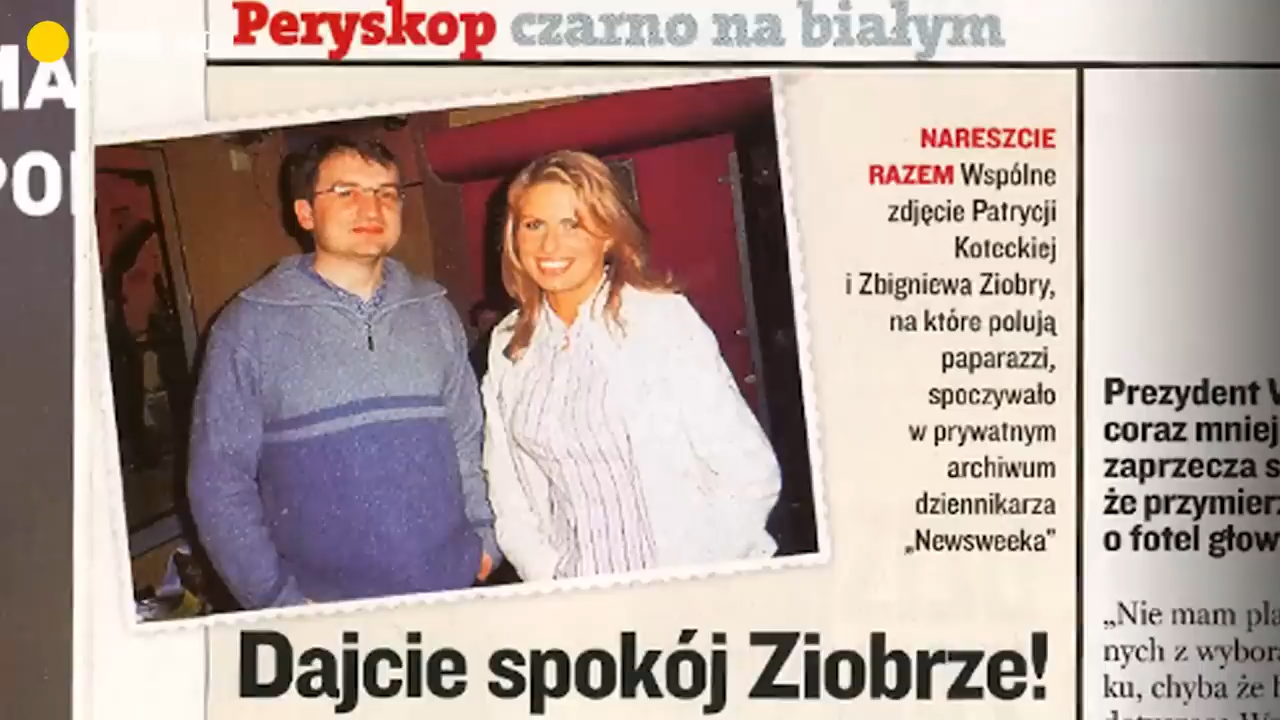 Peryskop czarno na białym
NARESZCIE
RAZEM Wspólne
zdjęcie Patrycji
Koteckiej
i Zbigniewa Ziobry,
na które polują
paparazzi,
spoczywało
w prywatnym
archiwum
dziennikarza
„Newsweeka”
Dajcie spokój Ziobrze!
Prezydent
coraz mniej
zaprzecza
że przymierz
o fotel głow
„Nie mam pla
nych z wybor
ku, chyba że